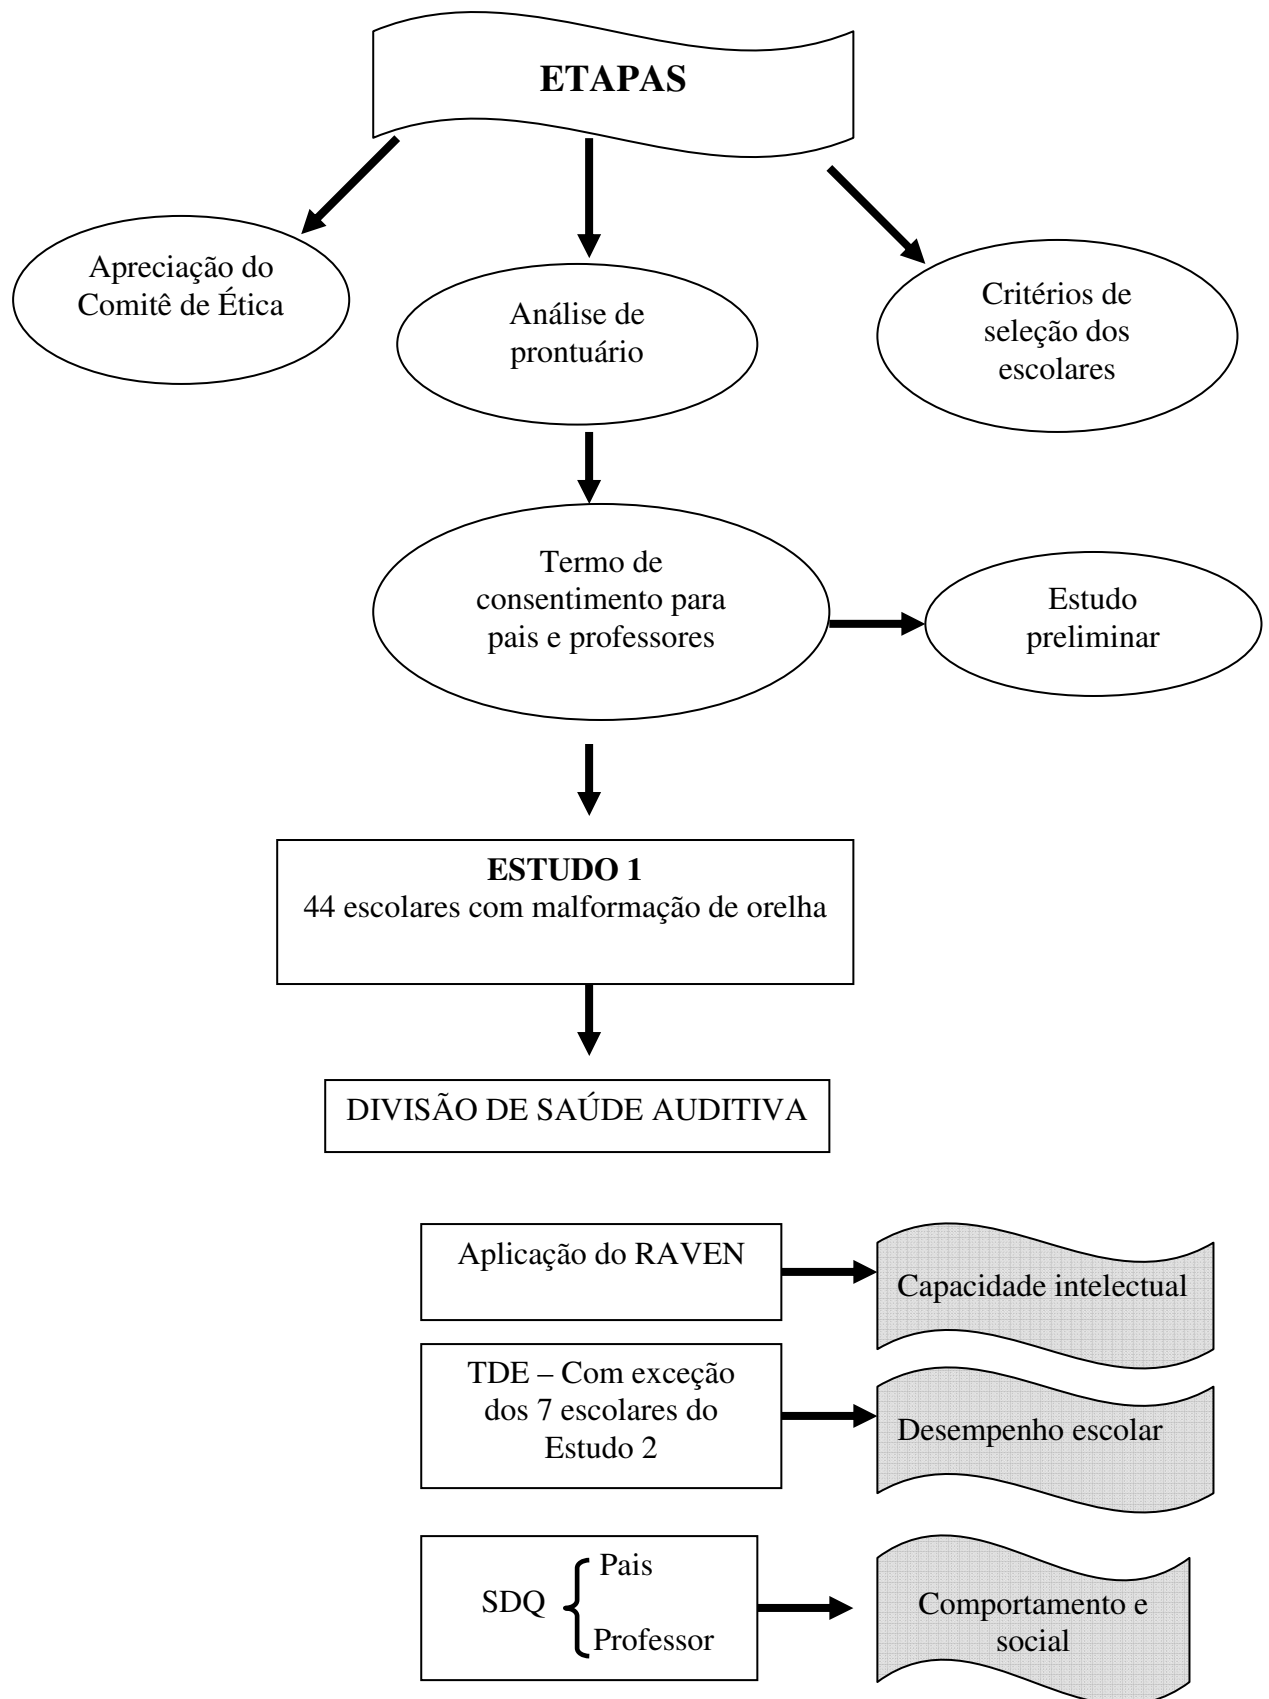 ETAPAS
Apreciação do
Comitê de Ética
Análise de
prontuário
Critérios de
seleção dos
escolares
Termo de
consentimento para
pais e professores
Estudo
preliminar
ESTUDO 1
44 escolares com malformação de orelha
DIVISÃO DE SAÚDE AUDITIVA
Aplicação do RAVEN
Capacidade intelectual
TDE – Com exceção
dos 7 escolares do
Estudo 2
Desempenho escolar
SDQ
Pais
Professor
Comportamento e
social